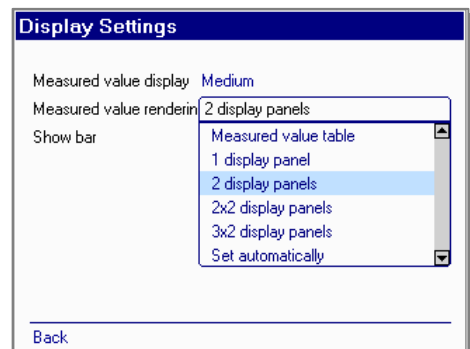 Display Settings
Measured value display Medium
Measured value renderin 2 display panels
Show bar
Measured value table
1 display panel
2 display panels
2x2 display panels
3x2 display panels
Set automatically
Back